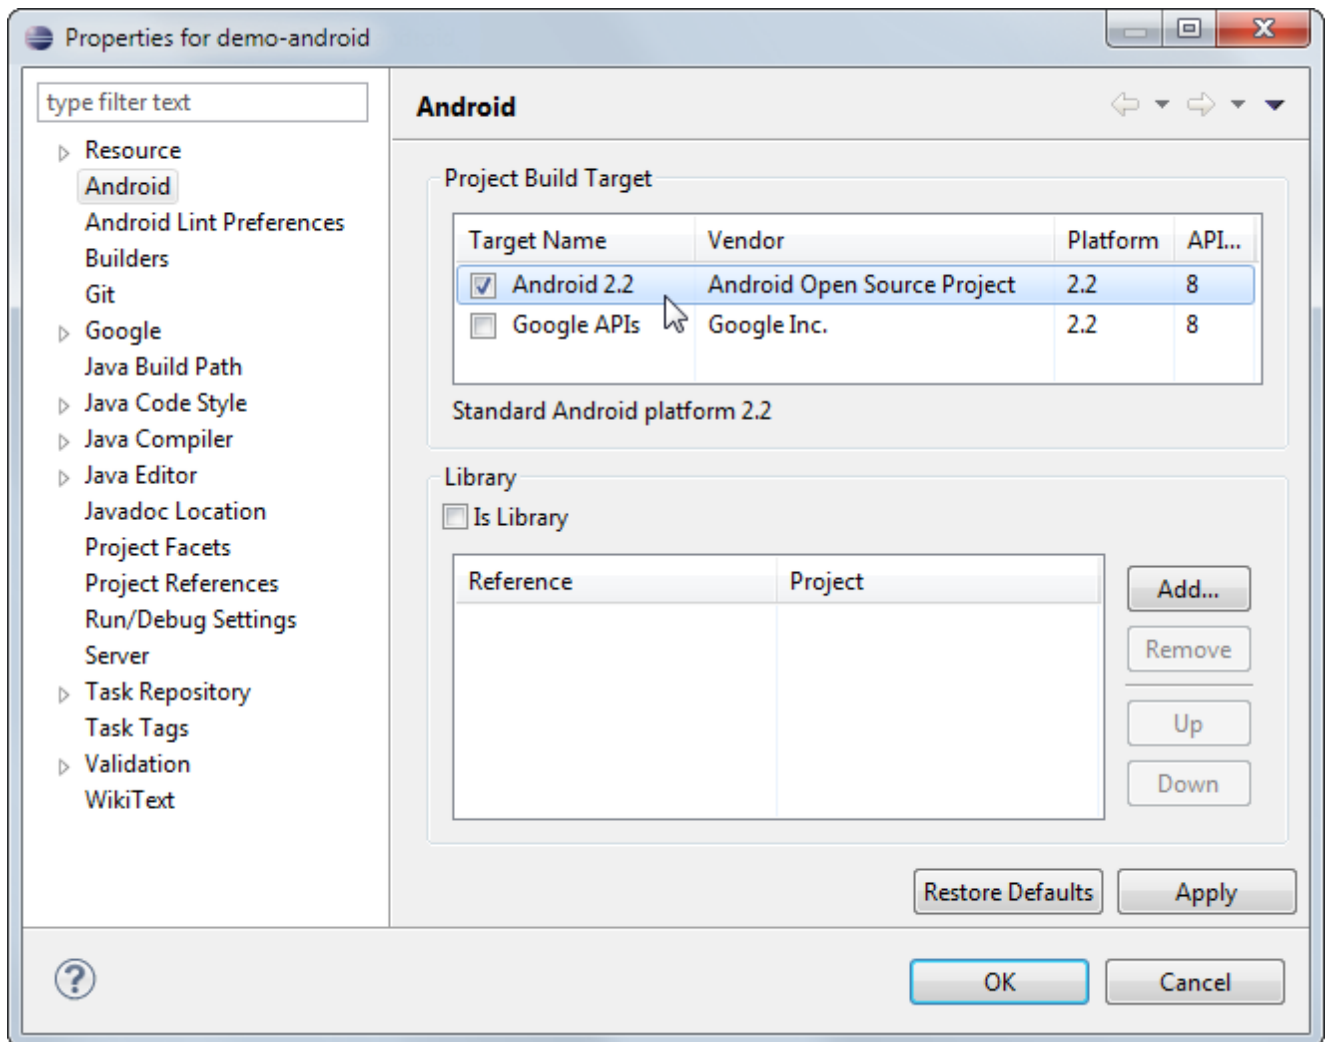 Properties for demo-android
type filter text
Resource
Android
Android Lint Preferences
Builders
Git
Google
Java Build Path
Java Code Style
Java Compiler
Java Editor
Javadoc Location
Project Facets
Project References
Run/Debug Settings
Server
Task Repository
Task Tags
Validation
WikiText
Android
Project Build Target
Target Name Vendor Platform API...
Android 2.2 Android Open Source Project 2.2 8
Google APIs Google Inc. 2.2 8
Standard Android platform 2.2
Library
Is Library
Reference Project
Add...
Remove
Up
Down
Restore Defaults Apply
? OK Cancel